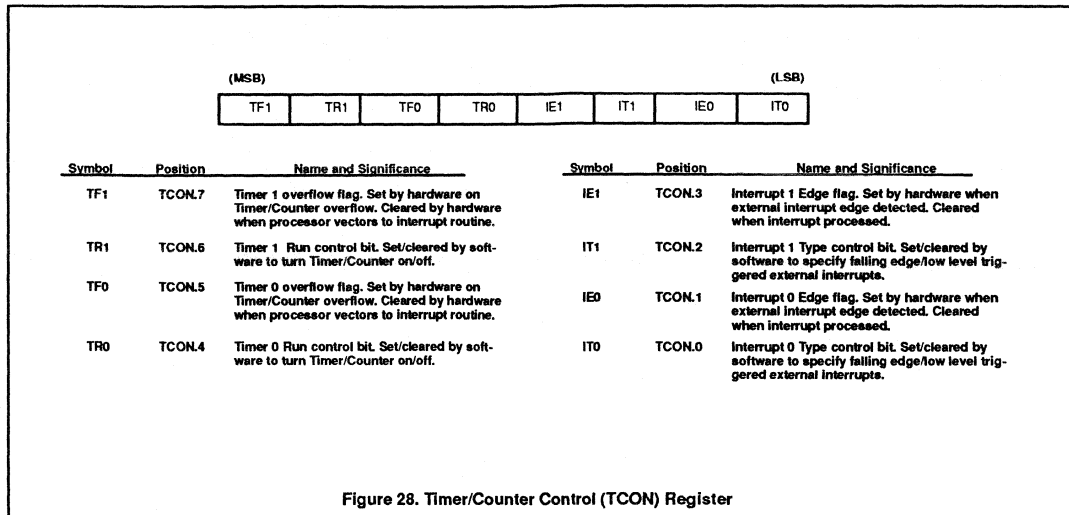 (MSB) (LSB)
TF1 TR1 TF0 TR0 IE1 IT1 IE0 IT0
Symbol Position Name and Significance
TF1 TCON.7 Timer 1 overflow flag. Set by hardware on
Timer/Counter overflow. Cleared by hardware
when processor vectors to interrupt routine.
TR1 TCON.6 Timer 1 Run control bit. Set/cleared by soft-
ware to turn Timer/Counter on/off.
TF0 TCON.5 Timer 0 overflow flag. Set by hardware on
Timer/Counter overflow. Cleared by hardware
when processor vectors to interrupt routine.
TR0 TCON.4 Timer 0 Run control bit. Set/cleared by soft-
ware to turn Timer/Counter on/off.
Symbol Position Name and Significance
IE1 TCON.3 Interrupt 1 Edge flag. Set by hardware when
external interrupt edge detected. Cleared
when interrupt processed.
IT1 TCON.2 Interrupt 1 Type control bit. Set/cleared by
software to specify falling edge/low level trig-
gered external interrupts.
IE0 TCON.1 Interrupt 0 Edge flag. Set by hardware when
external interrupt edge detected. Cleared
when interrupt processed.
IT0 TCON.0 Interrupt 0 Type control bit. Set/cleared by
software to specify falling edge/low level trig-
gered external interrupts.
Figure 28. Timer/Counter Control (TCON) Register